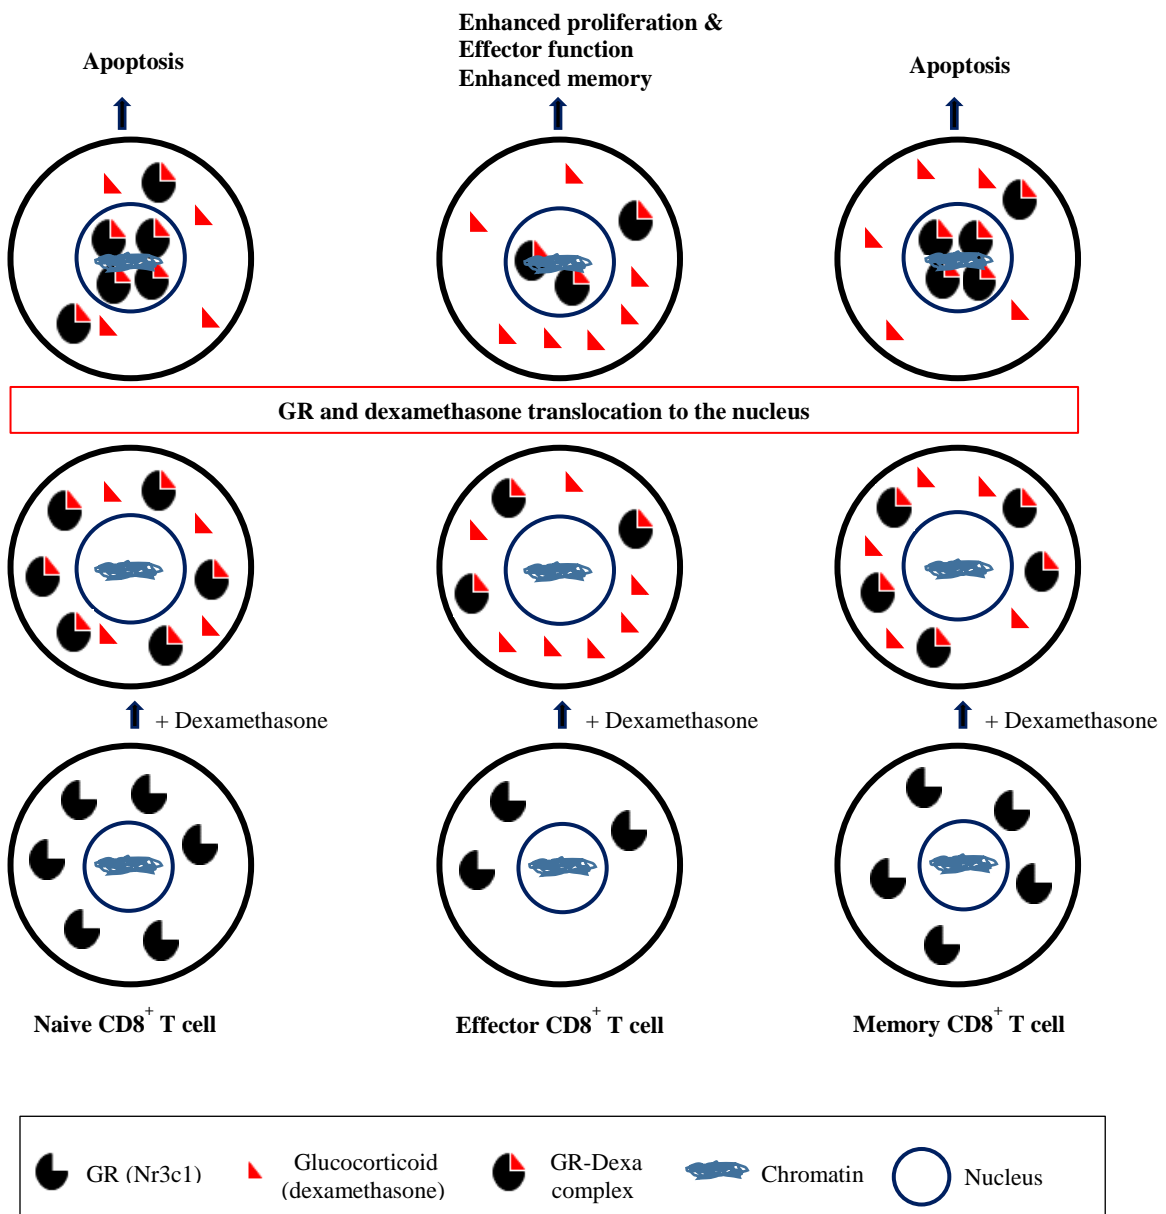 Enhanced proliferation &
Effector function
Enhanced memory
Apoptosis
Apoptosis
GR and dexamethasone translocation to the nucleus
+ Dexamethasone
+ Dexamethasone
+ Dexamethasone
Naive CD8+ T cell
Effector CD8+ T cell
Memory CD8+ T cell
GR (Nr3c1)
Glucocorticoid
(dexamethasone)
GR-Dexa
complex
Chromatin
Nucleus